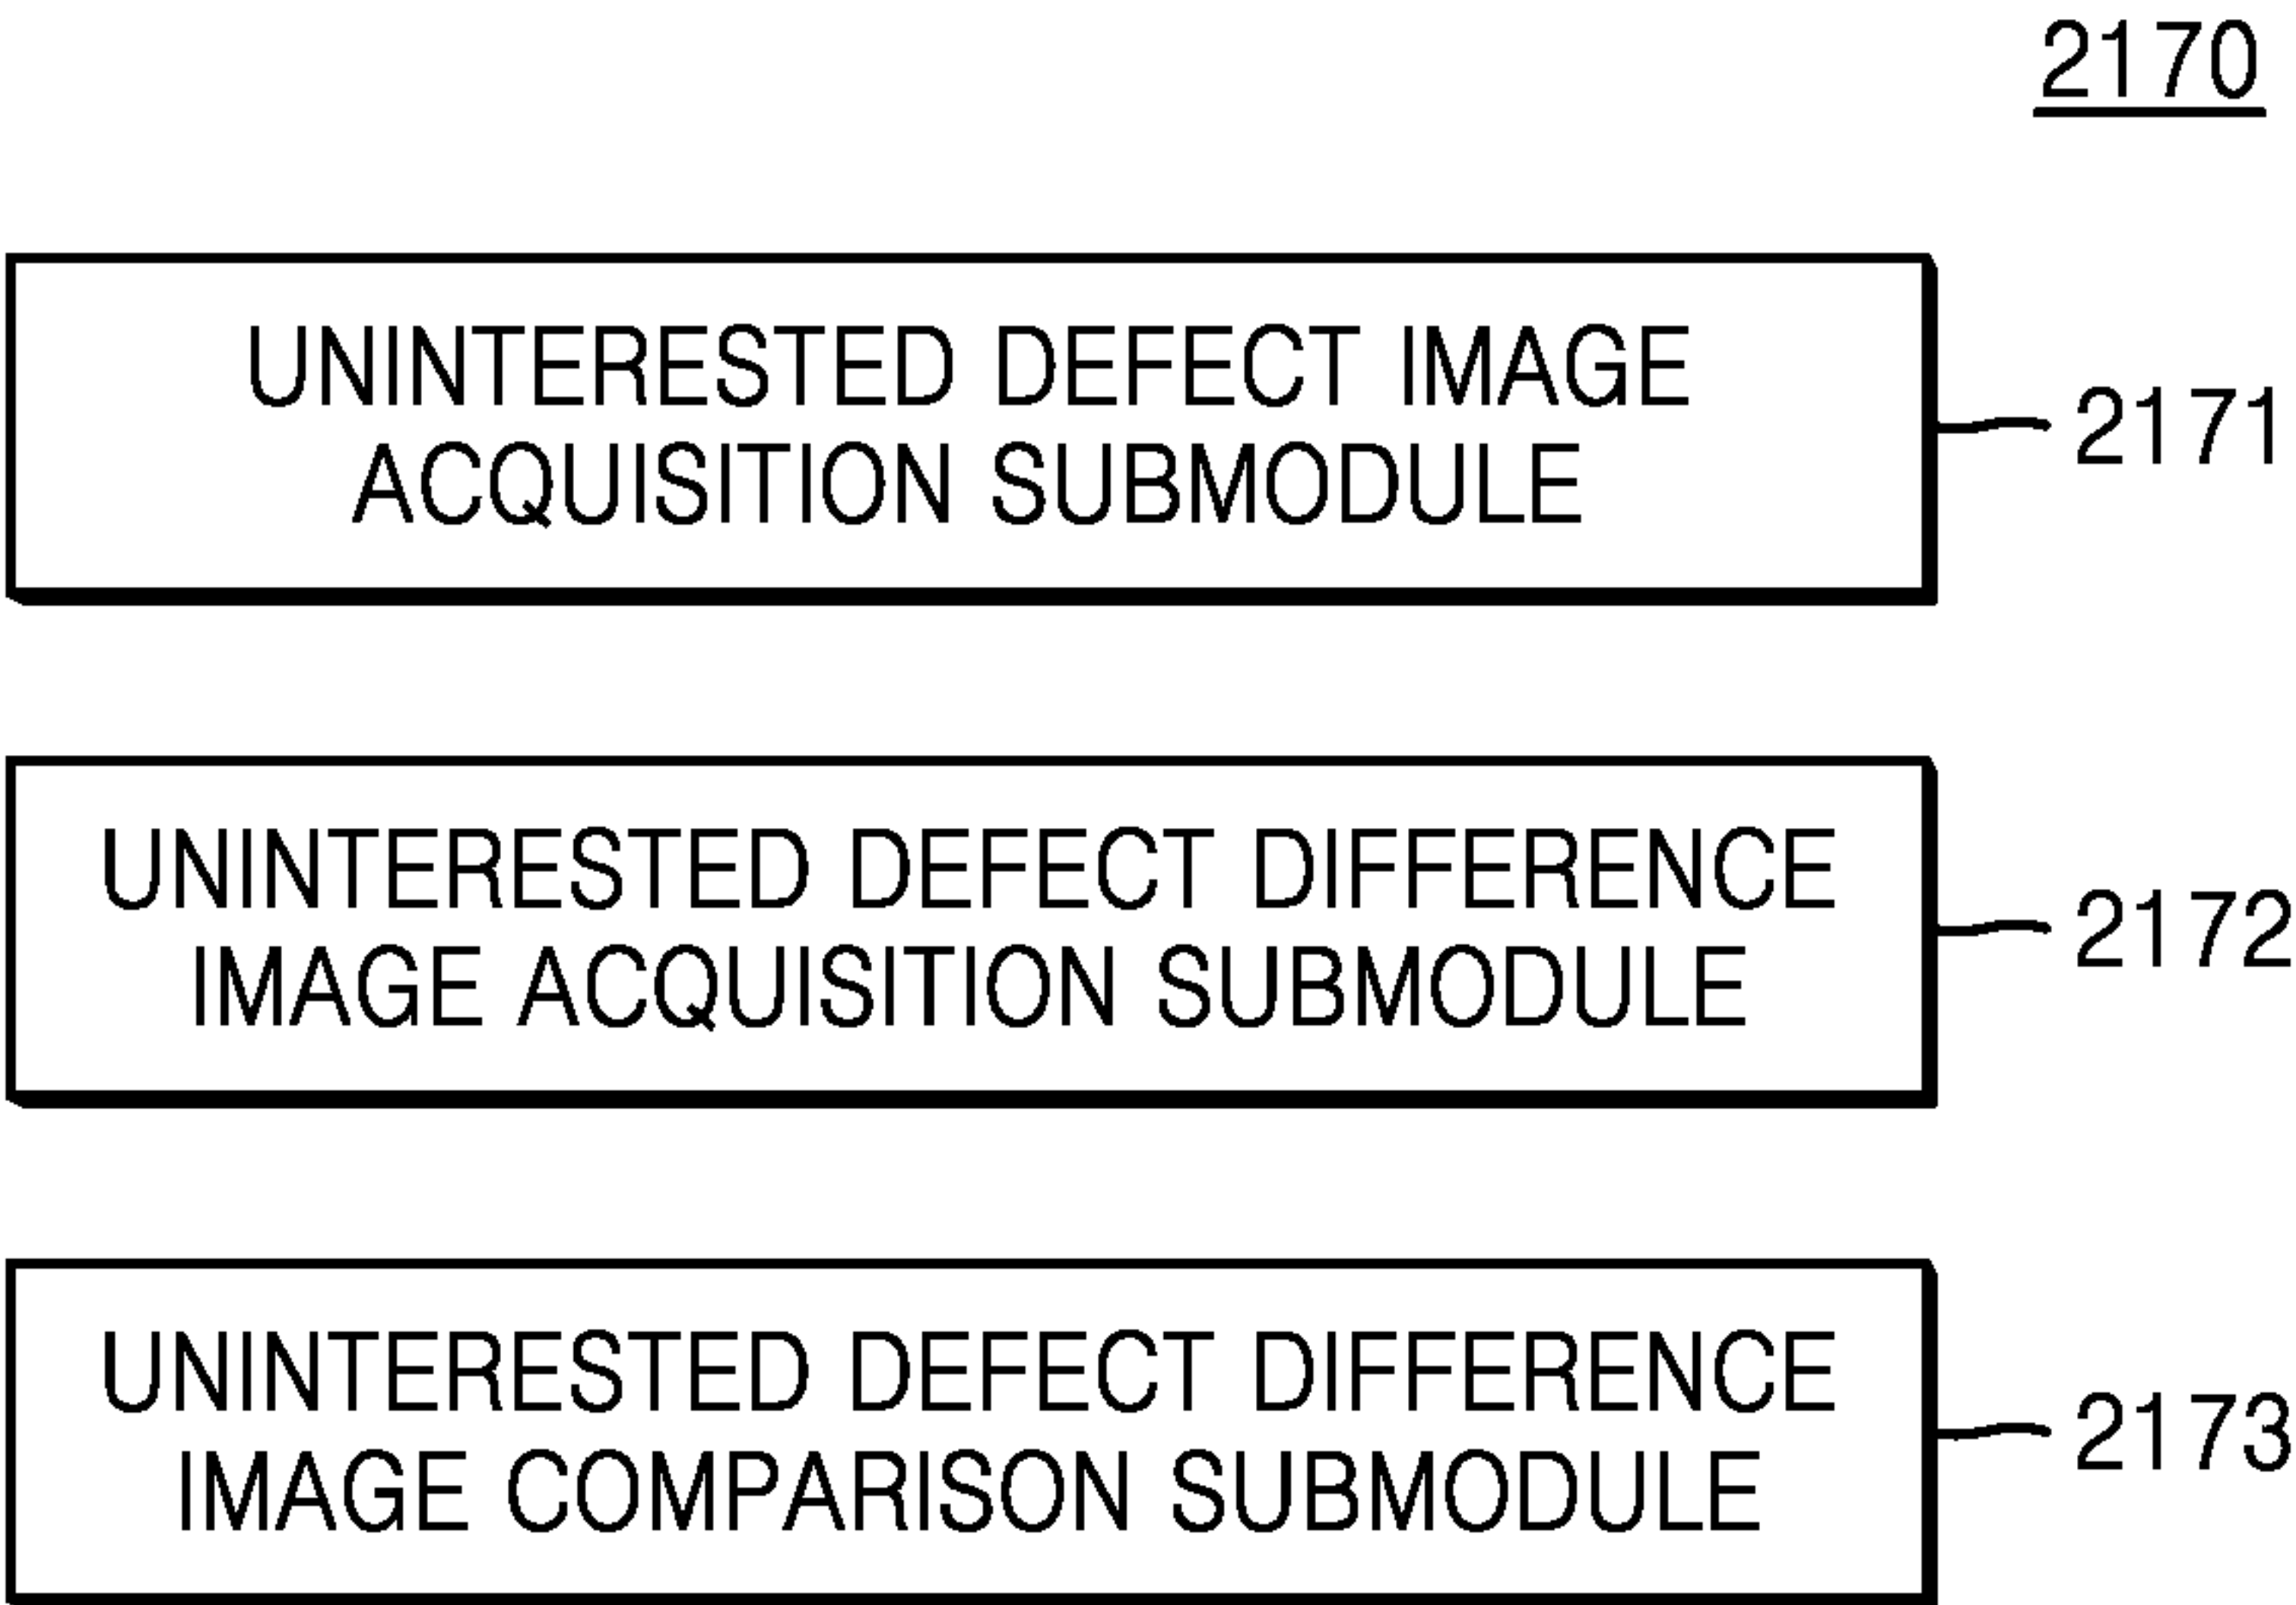 2170
UNINTERESTED DEFECT IMAGE
ACQUISITION SUBMODULE
2171
UNINTERESTED DEFECT DIFFERENCE
IMAGE ACQUISITION SUBMODULE
2172
UNINTERESTED DEFECT DIFFERENCE
IMAGE COMPARISON SUBMODULE
2173